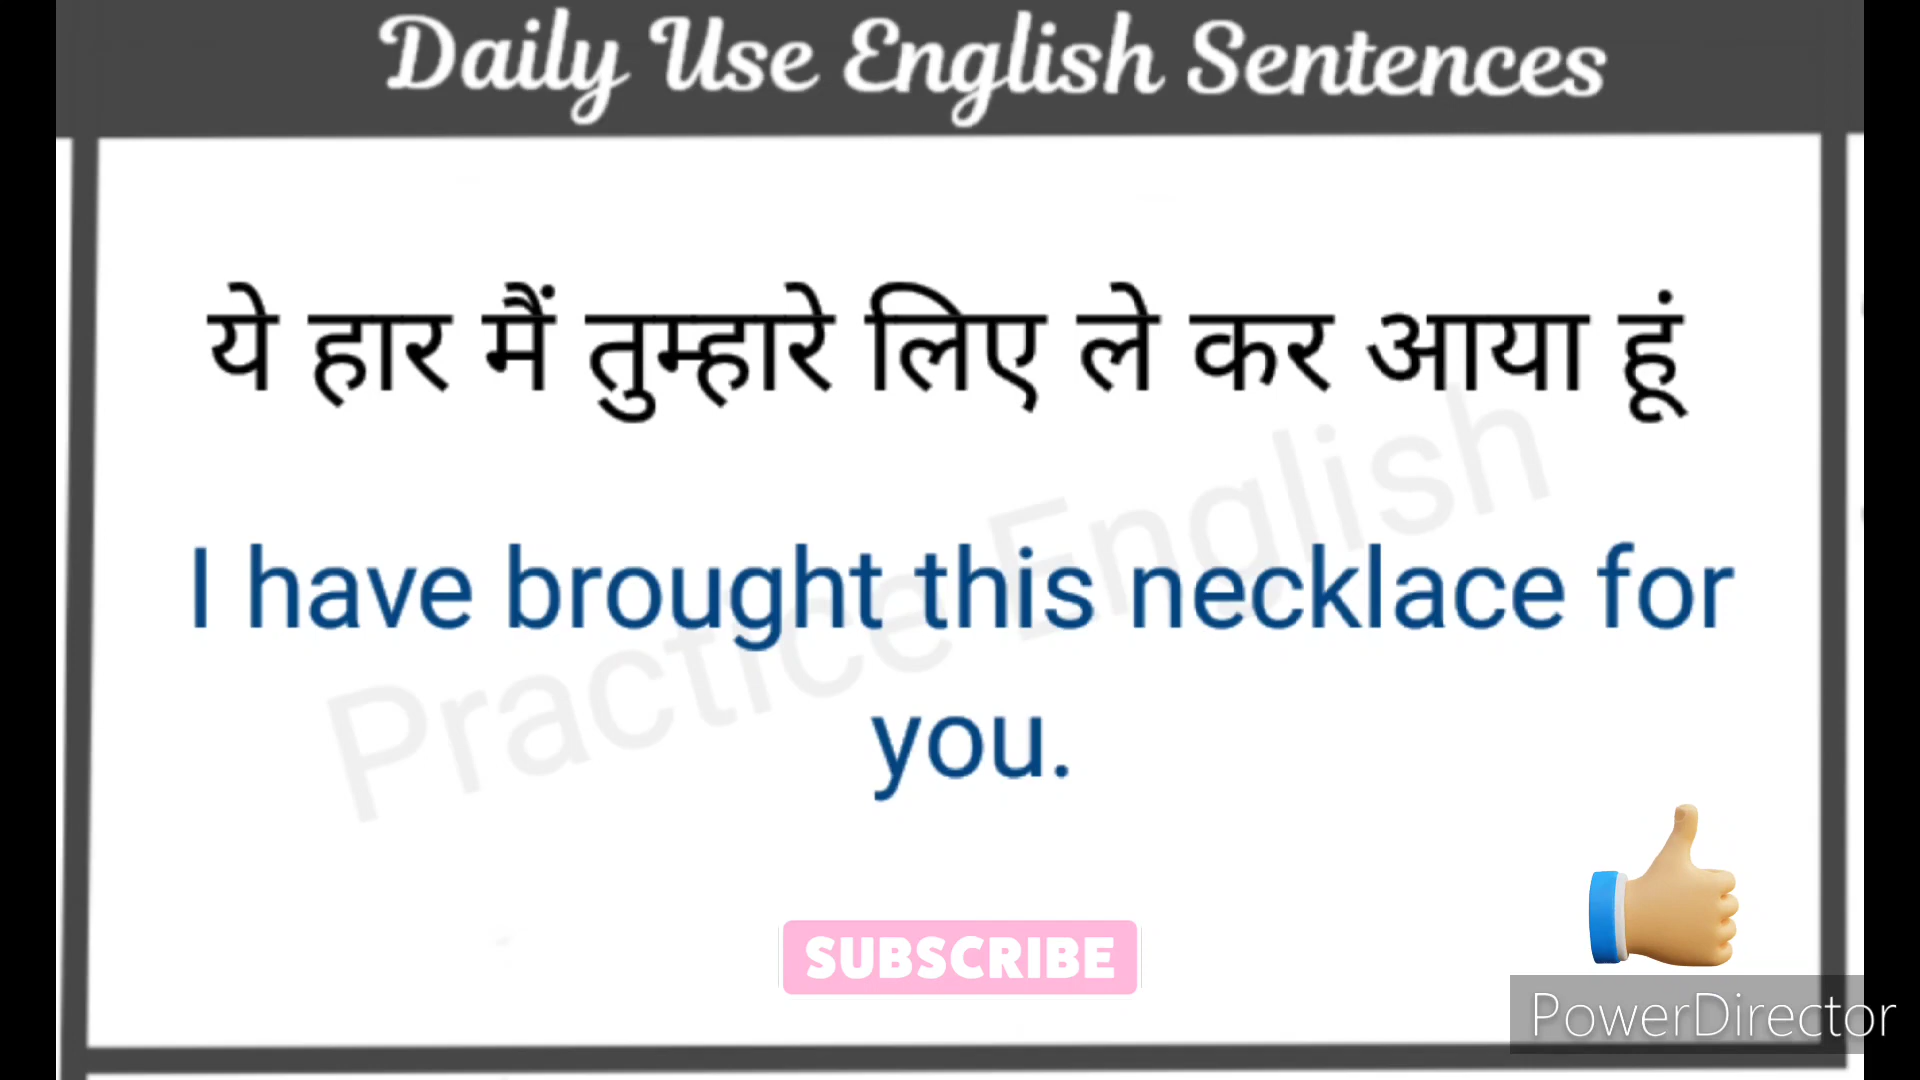 Daily Use English Sentences
ये हार मैं तुम्हारे लिए ले कर आया हूं
I have brought this necklace for
you.
Practice English
SUBSCRIBE
PowerDirector